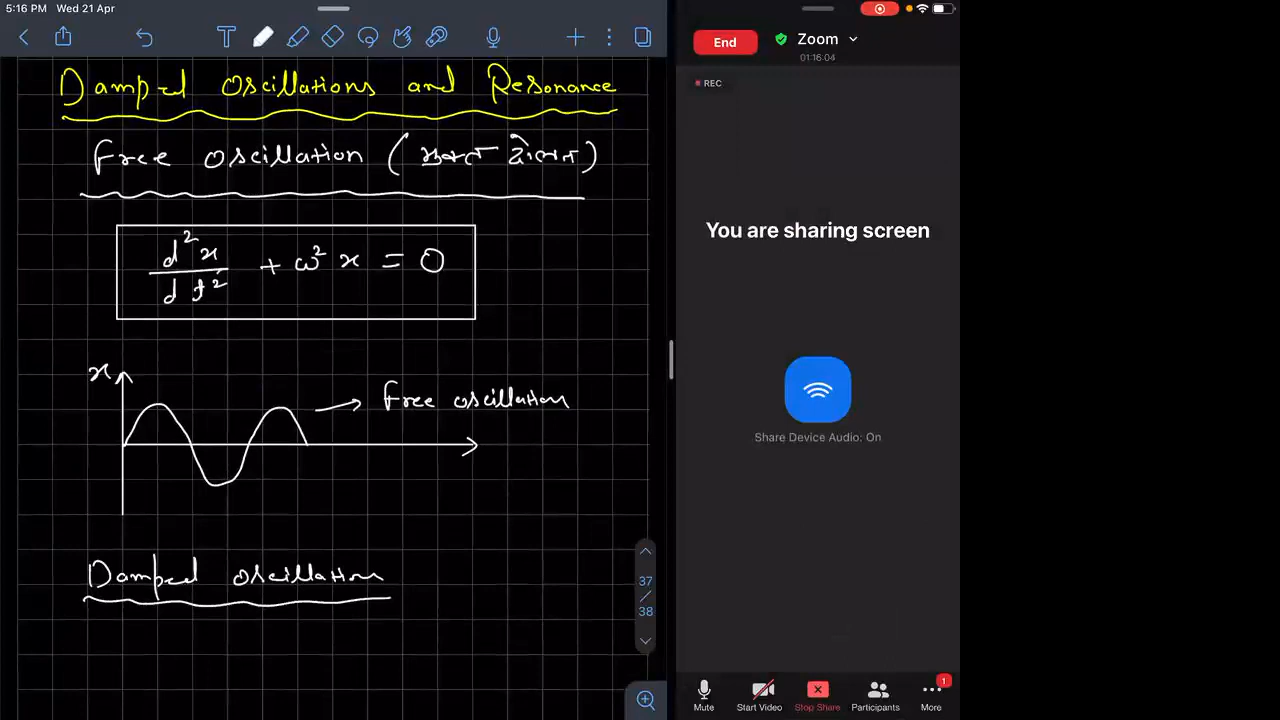 5:16 PM Wed 21 Apr
Damped Oscillations and Resonance
Free oscillation (
d²x
dt²
+ ω² x = 0
x
Free oscillation
Damped oscillation
37
/
38
End
Zoom
01:16:04
REC
You are sharing screen
Share Device Audio: On
Mute
Start Video
Stop Share
Participants
More
1